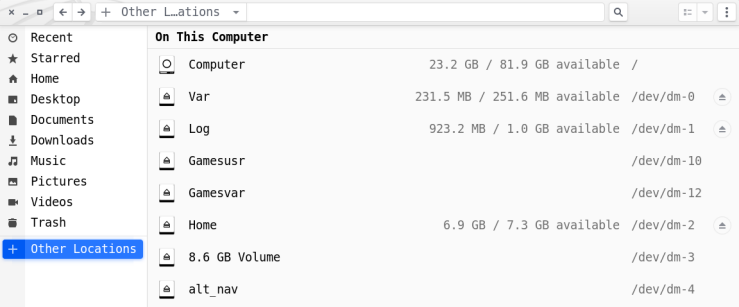 Other L…ations
Recent
Starred
Home
Desktop
Documents
Downloads
Music
Pictures
Videos
Trash
Other Locations
On This Computer
Computer 23.2 GB / 81.9 GB available /
Var 231.5 MB / 251.6 MB available /dev/dm-0
Log 923.2 MB / 1.0 GB available /dev/dm-1
Gamesusr /dev/dm-10
Gamesvar /dev/dm-12
Home 6.9 GB / 7.3 GB available /dev/dm-2
8.6 GB Volume /dev/dm-3
alt_nav /dev/dm-4